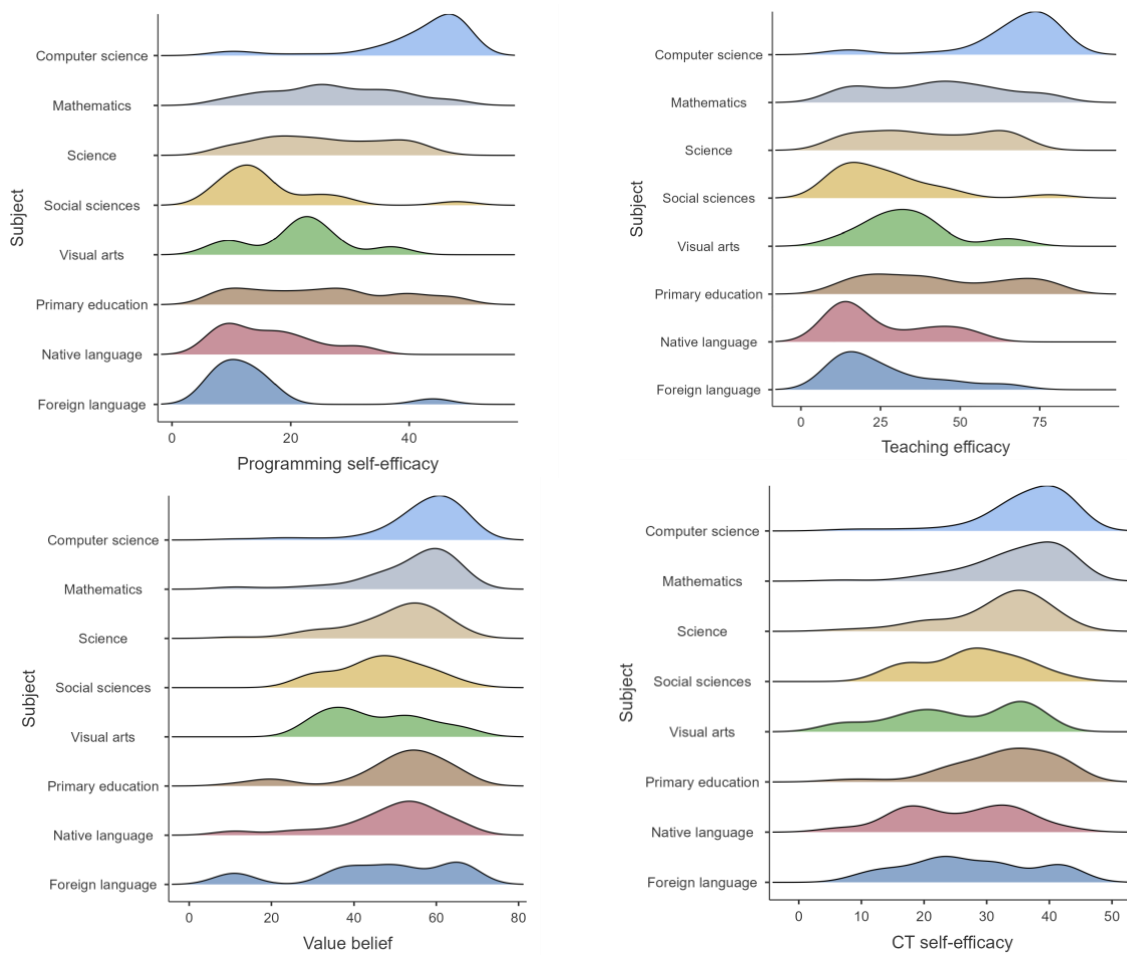 Subject
Computer science
Mathematics
Science
Social sciences
Visual arts
Primary education
Native language
Foreign language
0 20 40
Programming self-efficacy
Subject
Computer science
Mathematics
Science
Social sciences
Visual arts
Primary education
Native language
Foreign language
0 25 50 75
Teaching efficacy
Subject
Computer science
Mathematics
Science
Social sciences
Visual arts
Primary education
Native language
Foreign language
0 20 40 60 80
Value belief
Subject
Computer science
Mathematics
Science
Social sciences
Visual arts
Primary education
Native language
Foreign language
0 10 20 30 40 50
CT self-efficacy